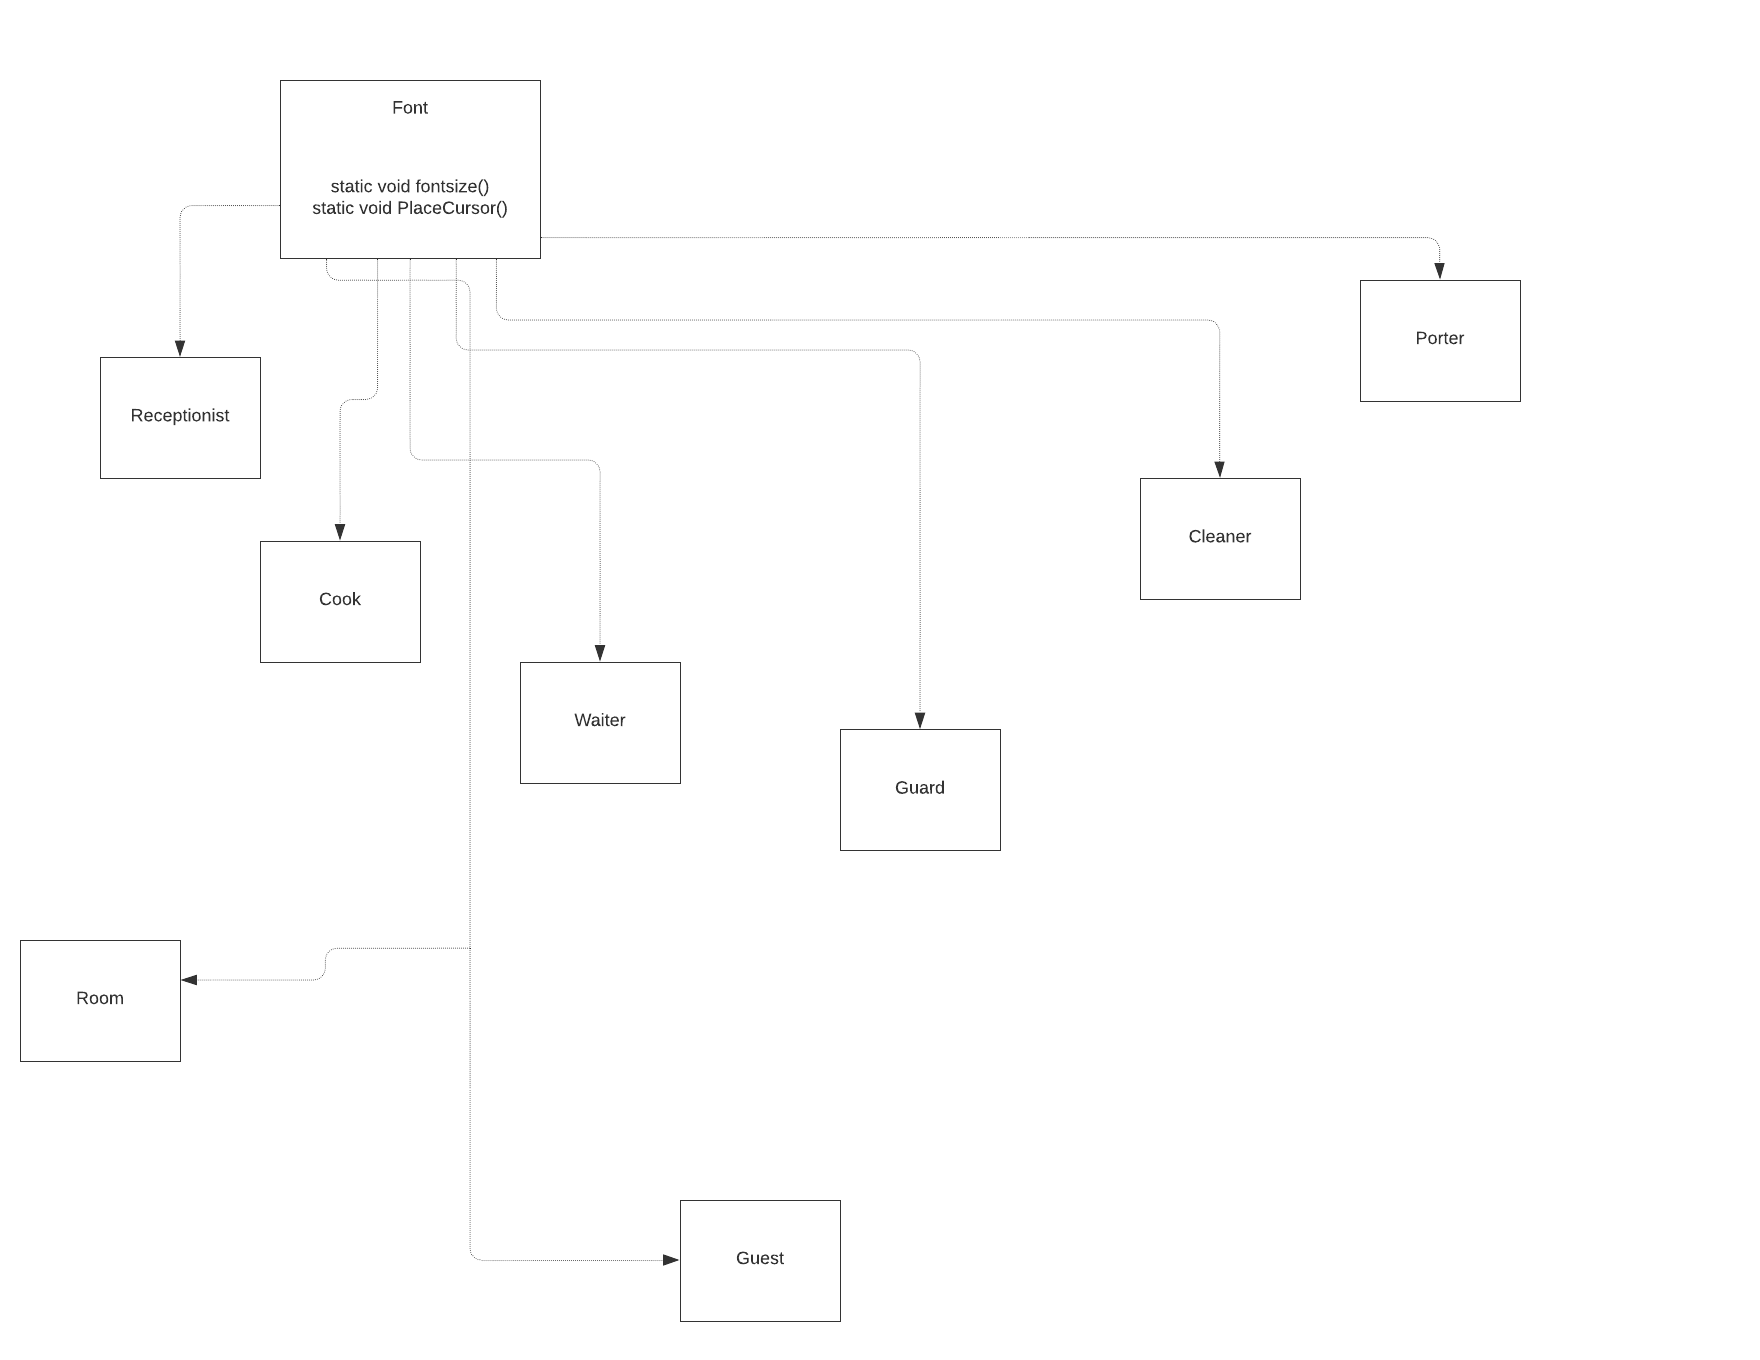 Font
static void fontsize()
static void PlaceCursor()
Porter
Receptionist
Cleaner
Cook
Waiter
Guard
Room
Guest